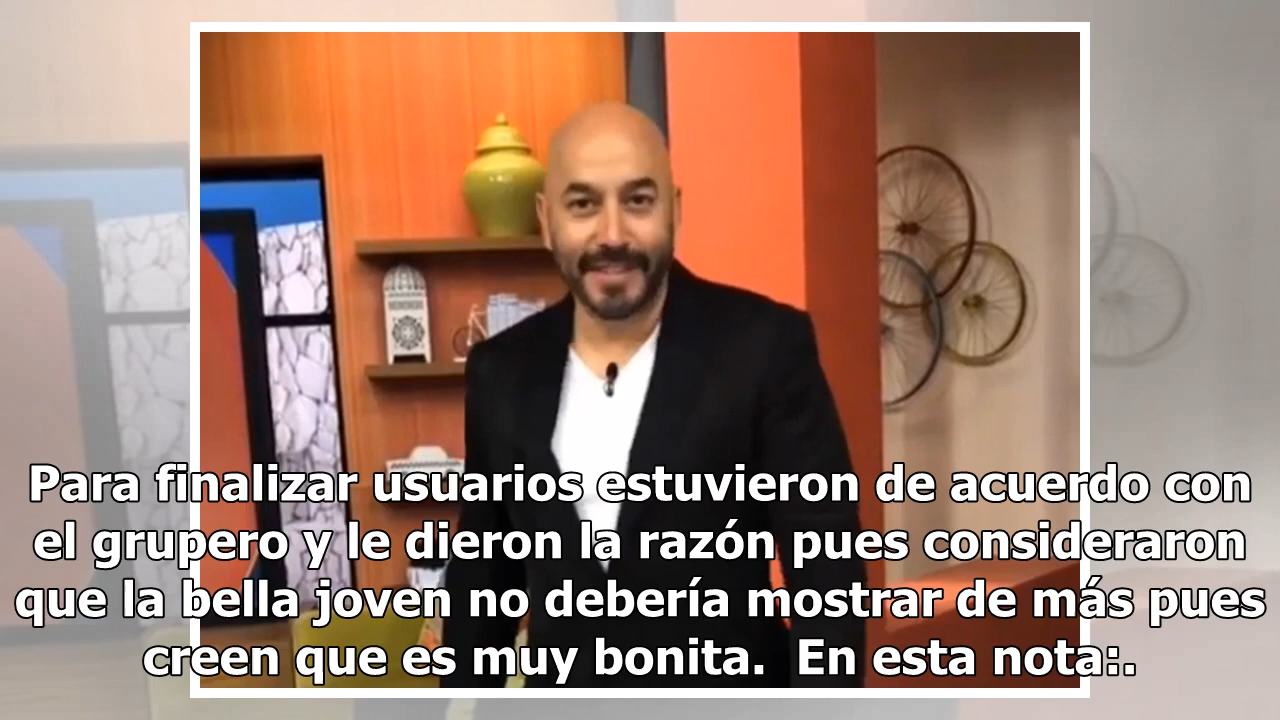 Para finalizar usuarios estuvieron de acuerdo con
el grupero y le dieron la razón pues consideraron
que la bella joven no debería mostrar de más pues
creen que es muy bonita.  En esta nota:.